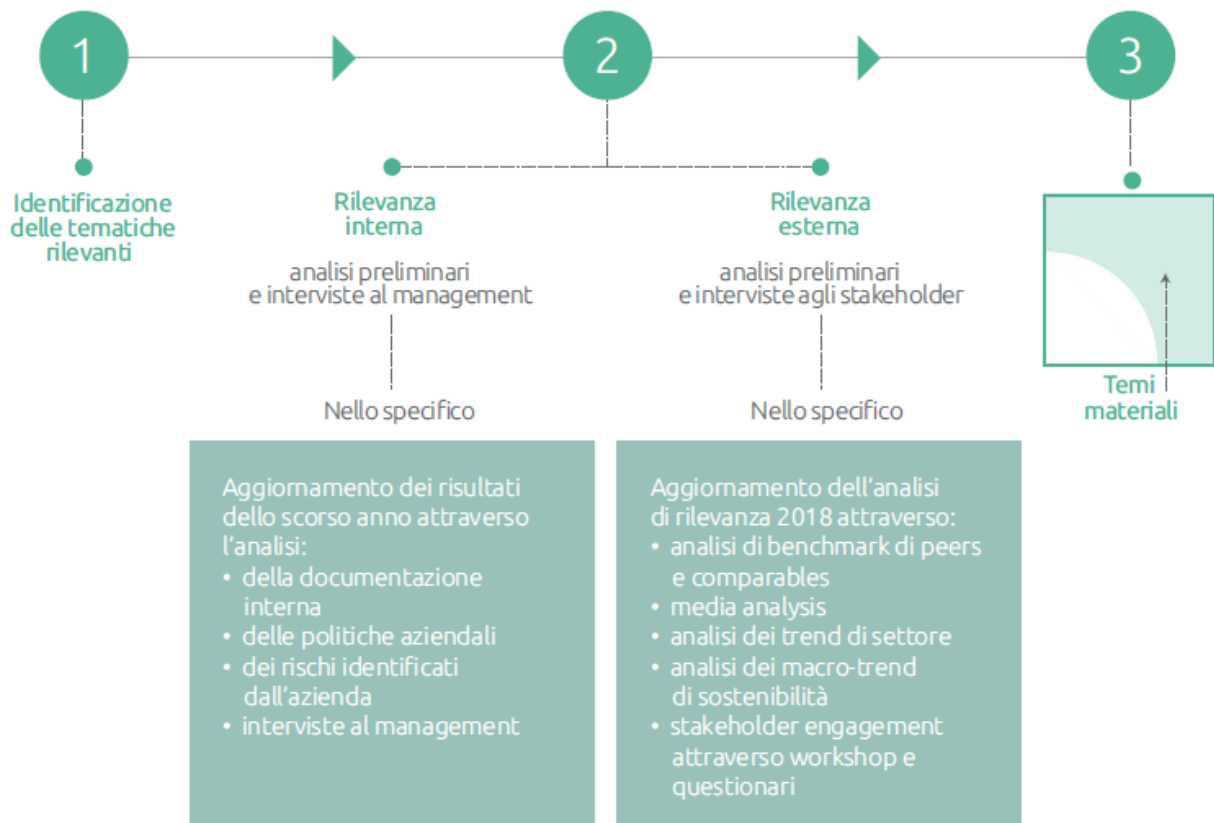 1
2
3
Identificazione
delle tematiche
rilevanti
Rilevanza
interna
analisi preliminari
e interviste al management
Nello specifico
Aggiornamento dei risultati
dello scorso anno attraverso
l'analisi:
• della documentazione
interna
• delle politiche aziendali
• dei rischi identificati
dall'azienda
• interviste al management
Rilevanza
esterna
analisi preliminari
e interviste agli stakeholder
Nello specifico
Aggiornamento dell'analisi
di rilevanza 2018 attraverso:
• analisi di benchmark di peers
e comparables
• media analysis
• analisi dei trend di settore
• analisi dei macro-trend
di sostenibilità
• stakeholder engagement
attraverso workshop e
questionari
Temi
materiali